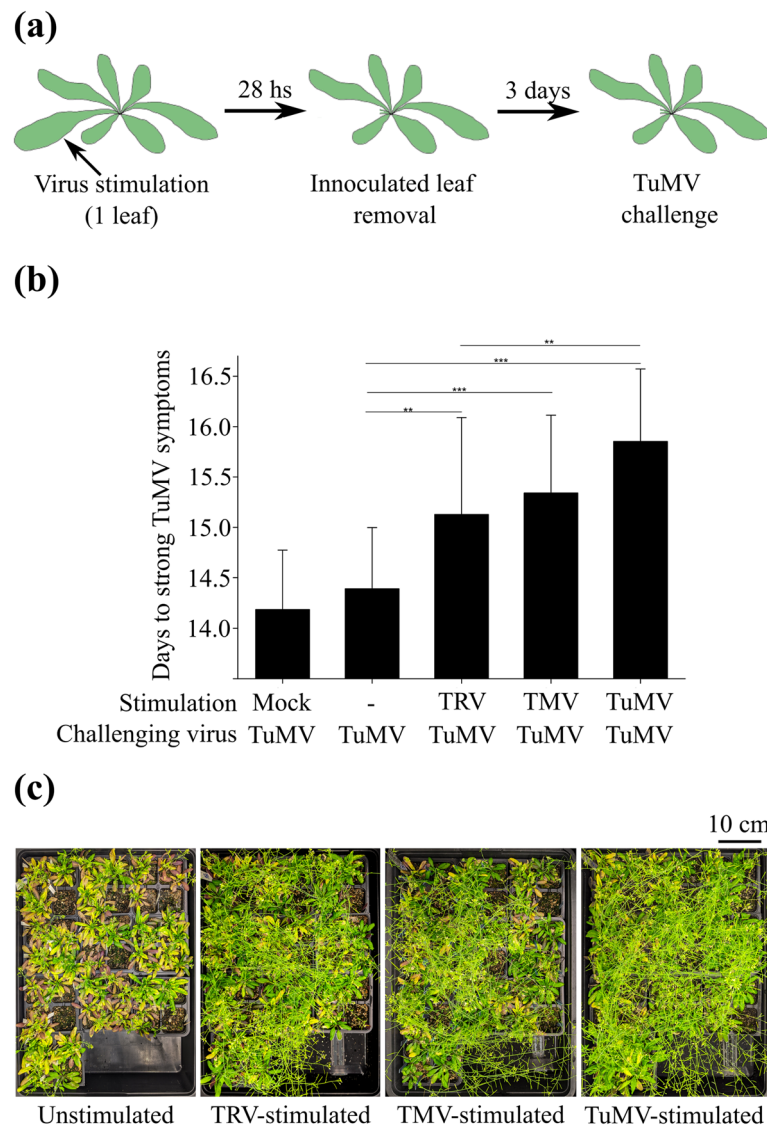 (a)
28 hs
3 days
Virus stimulation
(1 leaf)
Innoculated leaf
removal
TuMV
challenge
(b)
Days to strong TuMV symptoms
16.5
16.0
15.5
15.0
14.5
14.0
**
***
***
**
Stimulation Mock - TRV TMV TuMV
Challenging virus TuMV TuMV TuMV TuMV TuMV
(c)
10 cm
Unstimulated TRV-stimulated TMV-stimulated TuMV-stimulated